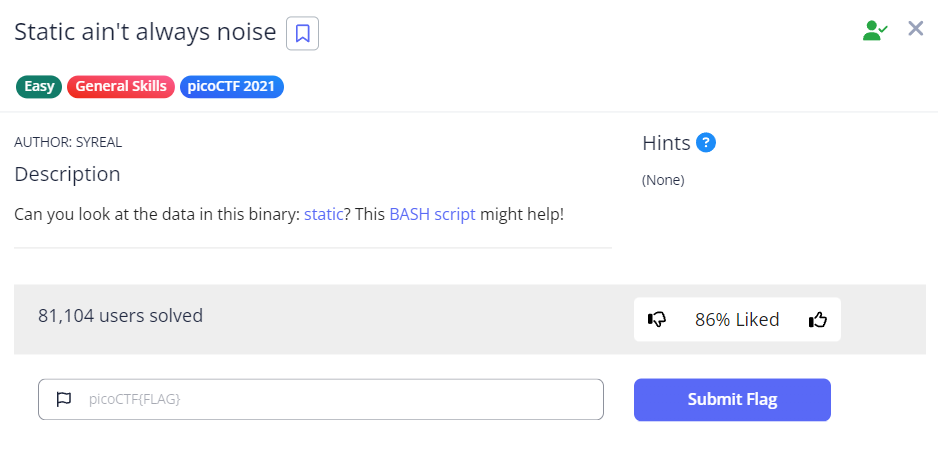 Static ain't always noise
Easy General Skills picoCTF 2021
AUTHOR: SYREAL
Description
Can you look at the data in this binary: static? This BASH script might help!
Hints ?
(None)
81,104 users solved
86% Liked
picoCTF{FLAG}
Submit Flag